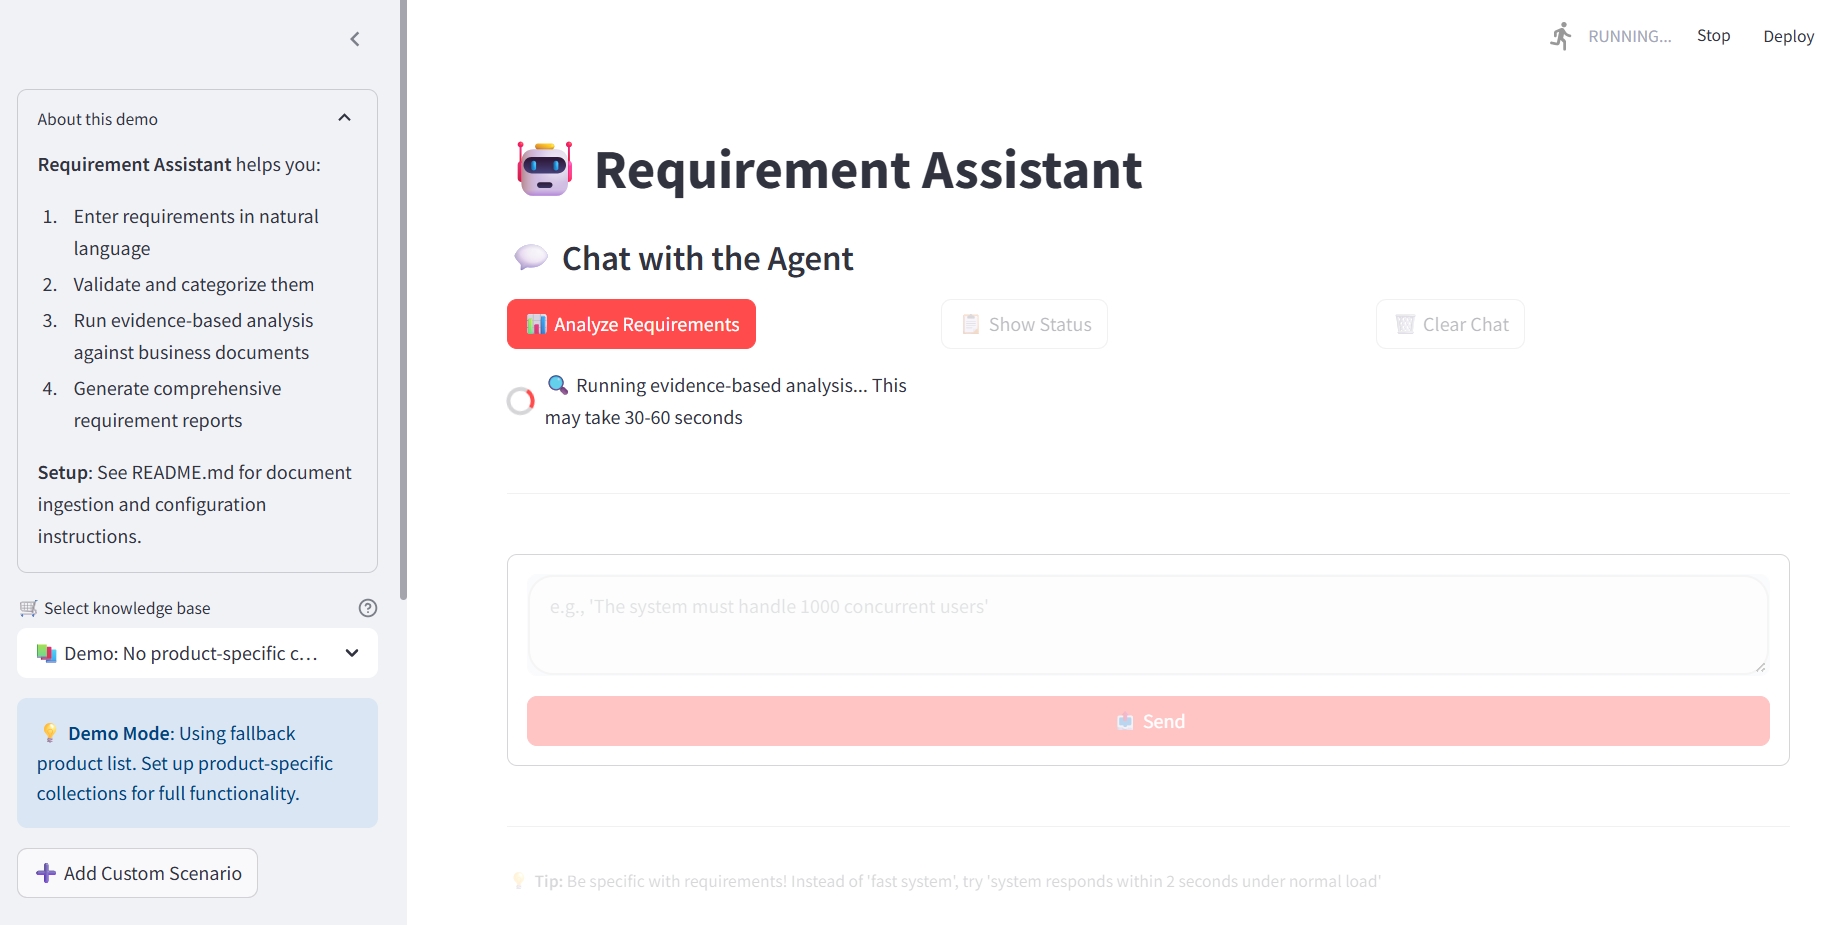 About this demo
Requirement Assistant helps you:
1. Enter requirements in natural
language
2. Validate and categorize them
3. Run evidence-based analysis
against business documents
4. Generate comprehensive
requirement reports
Setup: See README.md for document
ingestion and configuration
instructions.
Select knowledge base
Demo: No product-specific c...
Demo Mode: Using fallback
product list. Set up product-specific
collections for full functionality.
Add Custom Scenario
RUNNING...
Stop
Deploy
Requirement Assistant
Chat with the Agent
Analyze Requirements
Show Status
Clear Chat
Running evidence-based analysis... This
may take 30-60 seconds
e.g., 'The system must handle 1000 concurrent users'
Send
Tip: Be specific with requirements! Instead of 'fast system', try 'system responds within 2 seconds under normal load'